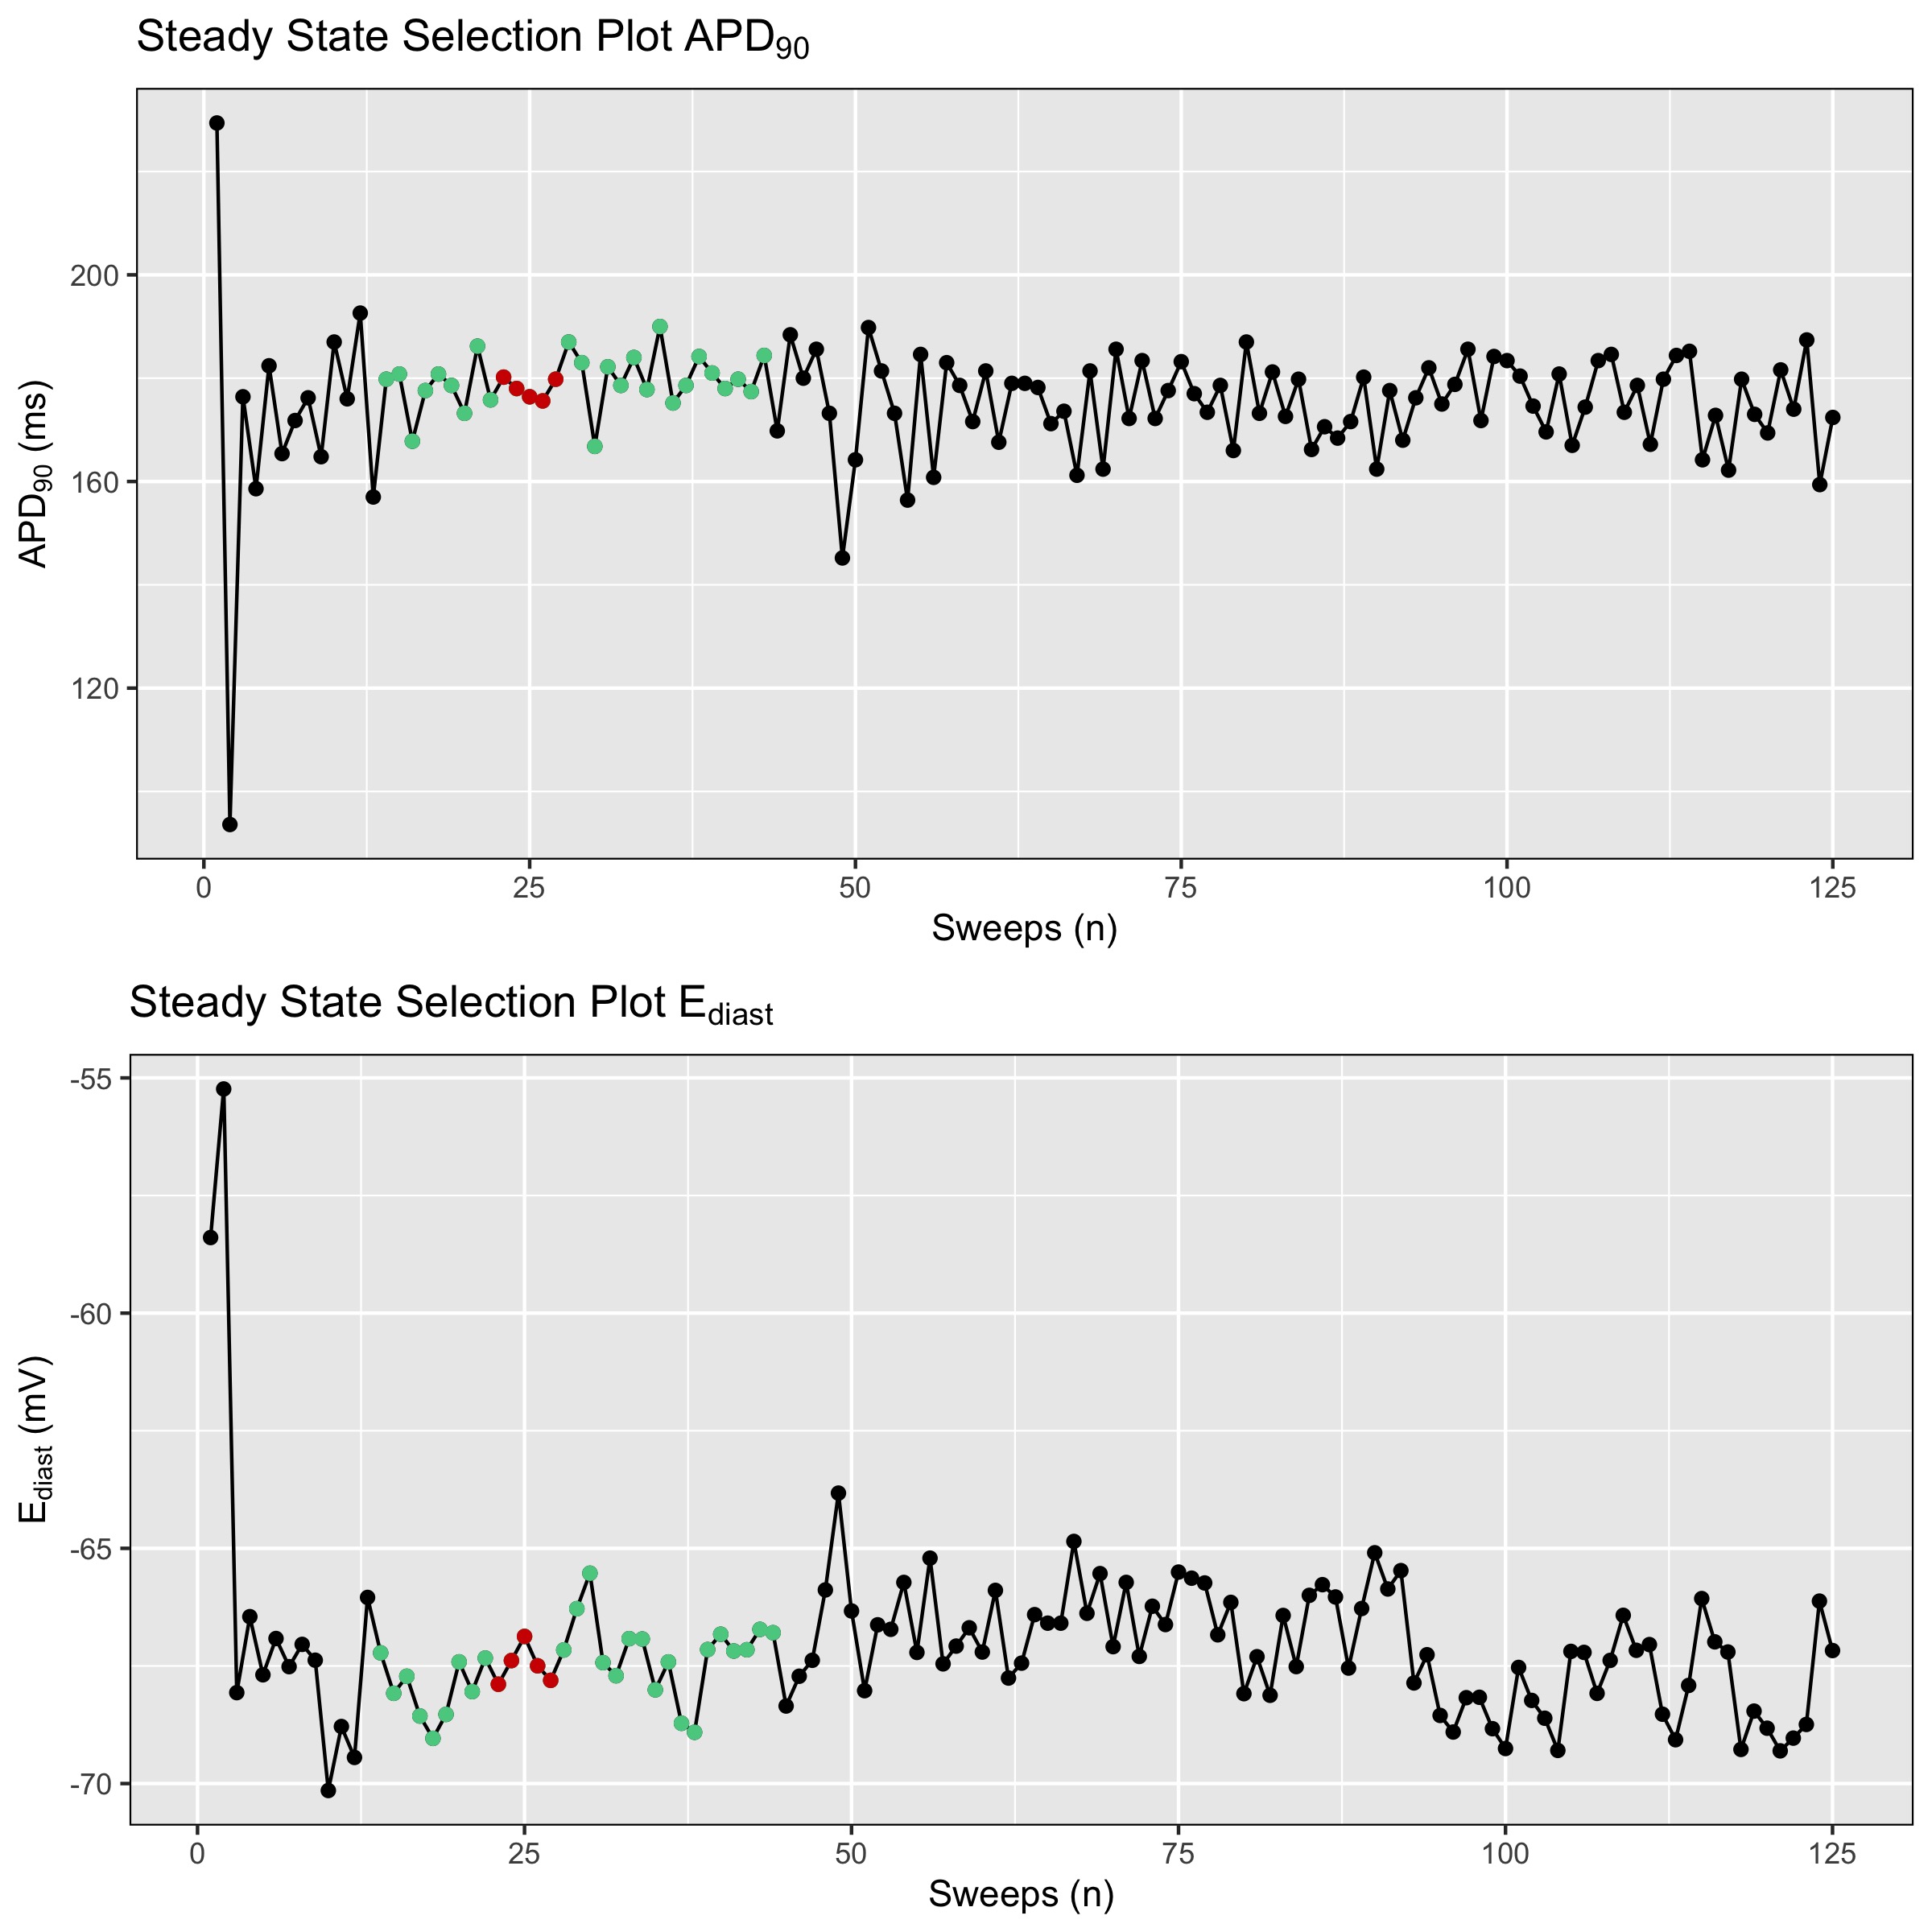 Steady State Selection Plot APD90
200
160
120
APD90 (ms)
0 25 50 75 100 125
Sweeps (n)
Steady State Selection Plot Ediast
-55
-60
-65
-70
Ediast (mV)
0 25 50 75 100 125
Sweeps (n)